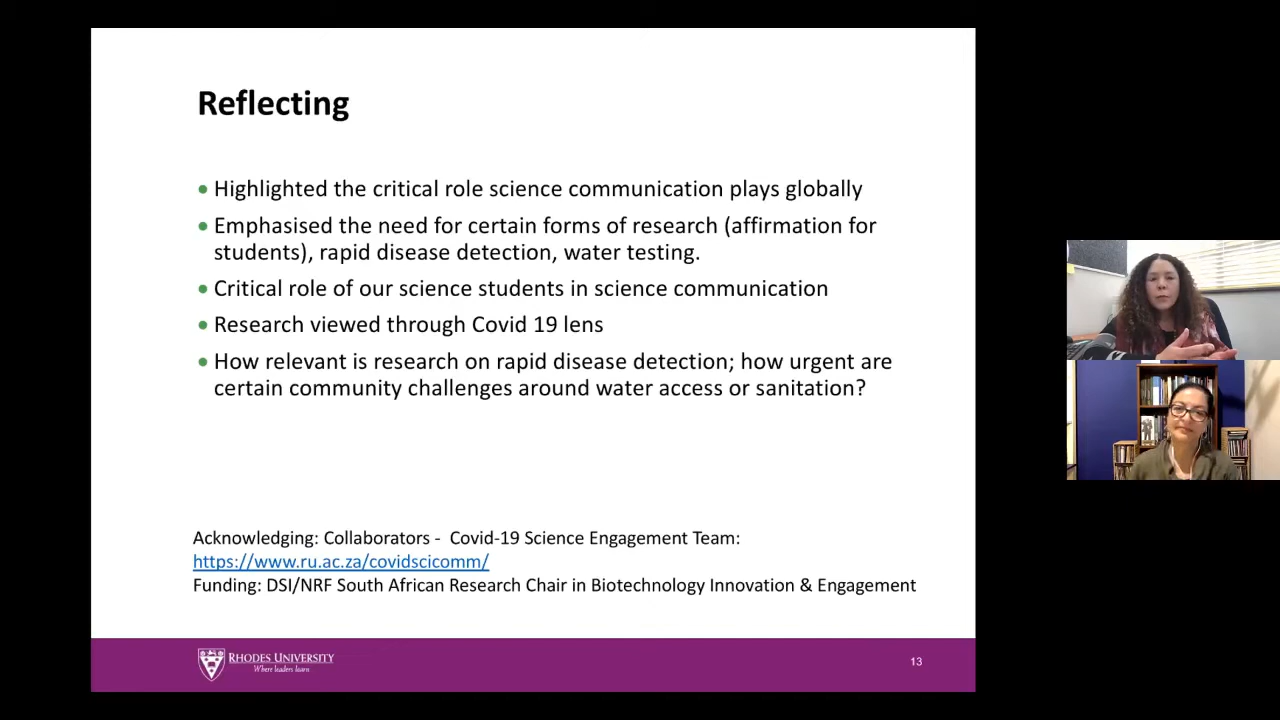 Reflecting
Highlighted the critical role science communication plays globally
Emphasised the need for certain forms of research (affirmation for
students), rapid disease detection, water testing.
Critical role of our science students in science communication
Research viewed through Covid 19 lens
How relevant is research on rapid disease detection; how urgent are
certain community challenges around water access or sanitation?
Acknowledging: Collaborators - Covid-19 Science Engagement Team:
https://www.ru.ac.za/covidscicomm/
Funding: DSI/NRF South African Research Chair in Biotechnology Innovation & Engagement
RHODES UNIVERSITY
Where leaders learn
13